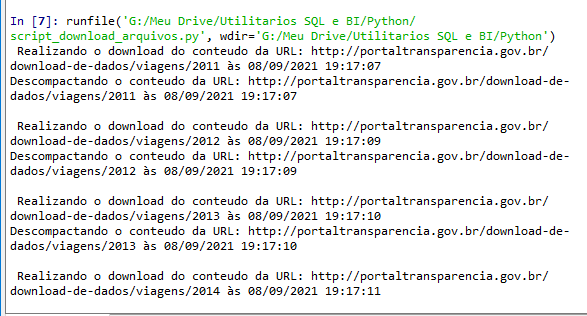 In [7]: runfile('G:/Meu Drive/Utilitarios SQL e BI/Python/
script_download_arquivos.py', wdir='G:/Meu Drive/Utilitarios SQL e BI/Python')
Realizando o download do conteudo da URL: http://portaltransparencia.gov.br/
download-de-dados/viagens/2011 às 08/09/2021 19:17:07
Descompactando o conteudo da URL: http://portaltransparencia.gov.br/download-de-
dados/viagens/2011 às 08/09/2021 19:17:07

Realizando o download do conteudo da URL: http://portaltransparencia.gov.br/
download-de-dados/viagens/2012 às 08/09/2021 19:17:09
Descompactando o conteudo da URL: http://portaltransparencia.gov.br/download-de-
dados/viagens/2012 às 08/09/2021 19:17:09

Realizando o download do conteudo da URL: http://portaltransparencia.gov.br/
download-de-dados/viagens/2013 às 08/09/2021 19:17:10
Descompactando o conteudo da URL: http://portaltransparencia.gov.br/download-de-
dados/viagens/2013 às 08/09/2021 19:17:10

Realizando o download do conteudo da URL: http://portaltransparencia.gov.br/
download-de-dados/viagens/2014 às 08/09/2021 19:17:11